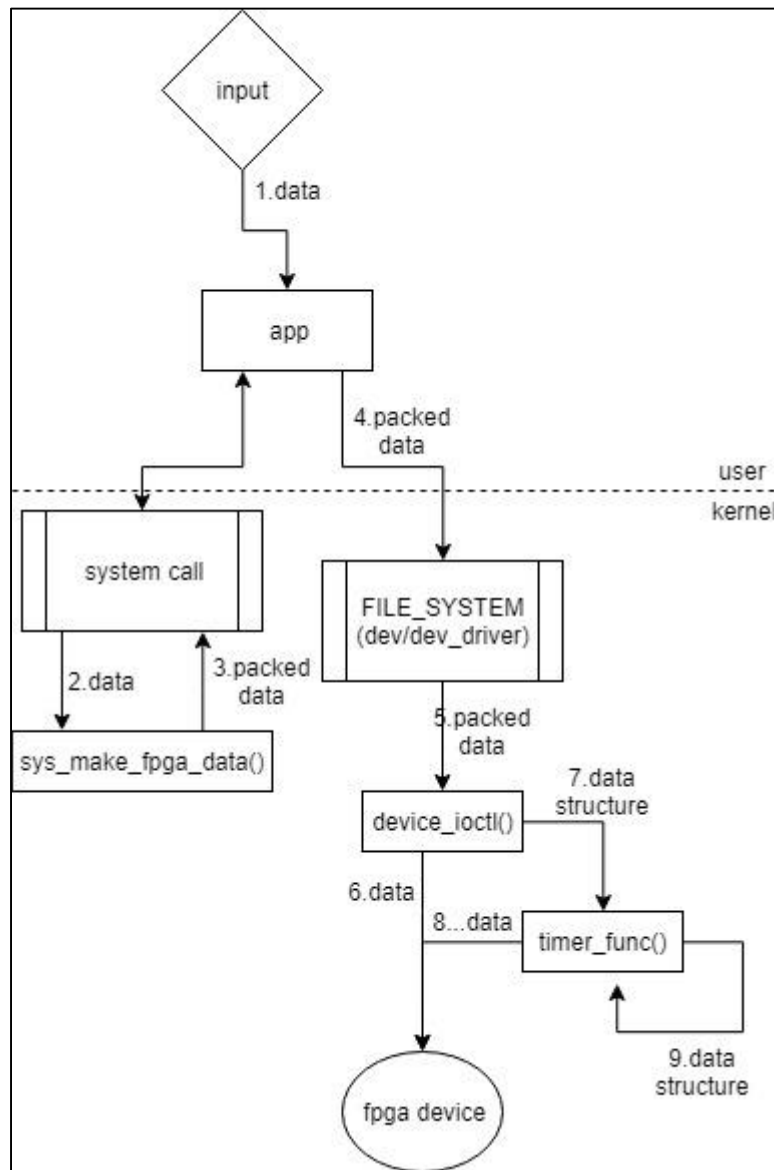 input
1.data
app
4.packed
data
user
kernel
system call
FILE_SYSTEM
(dev/dev_driver)
2.data
3.packed
data
sys_make_fpga_data()
5.packed
data
7.data
structure
device_ioctl()
6.data
8...data
timer_func()
9.data
structure
fpga device